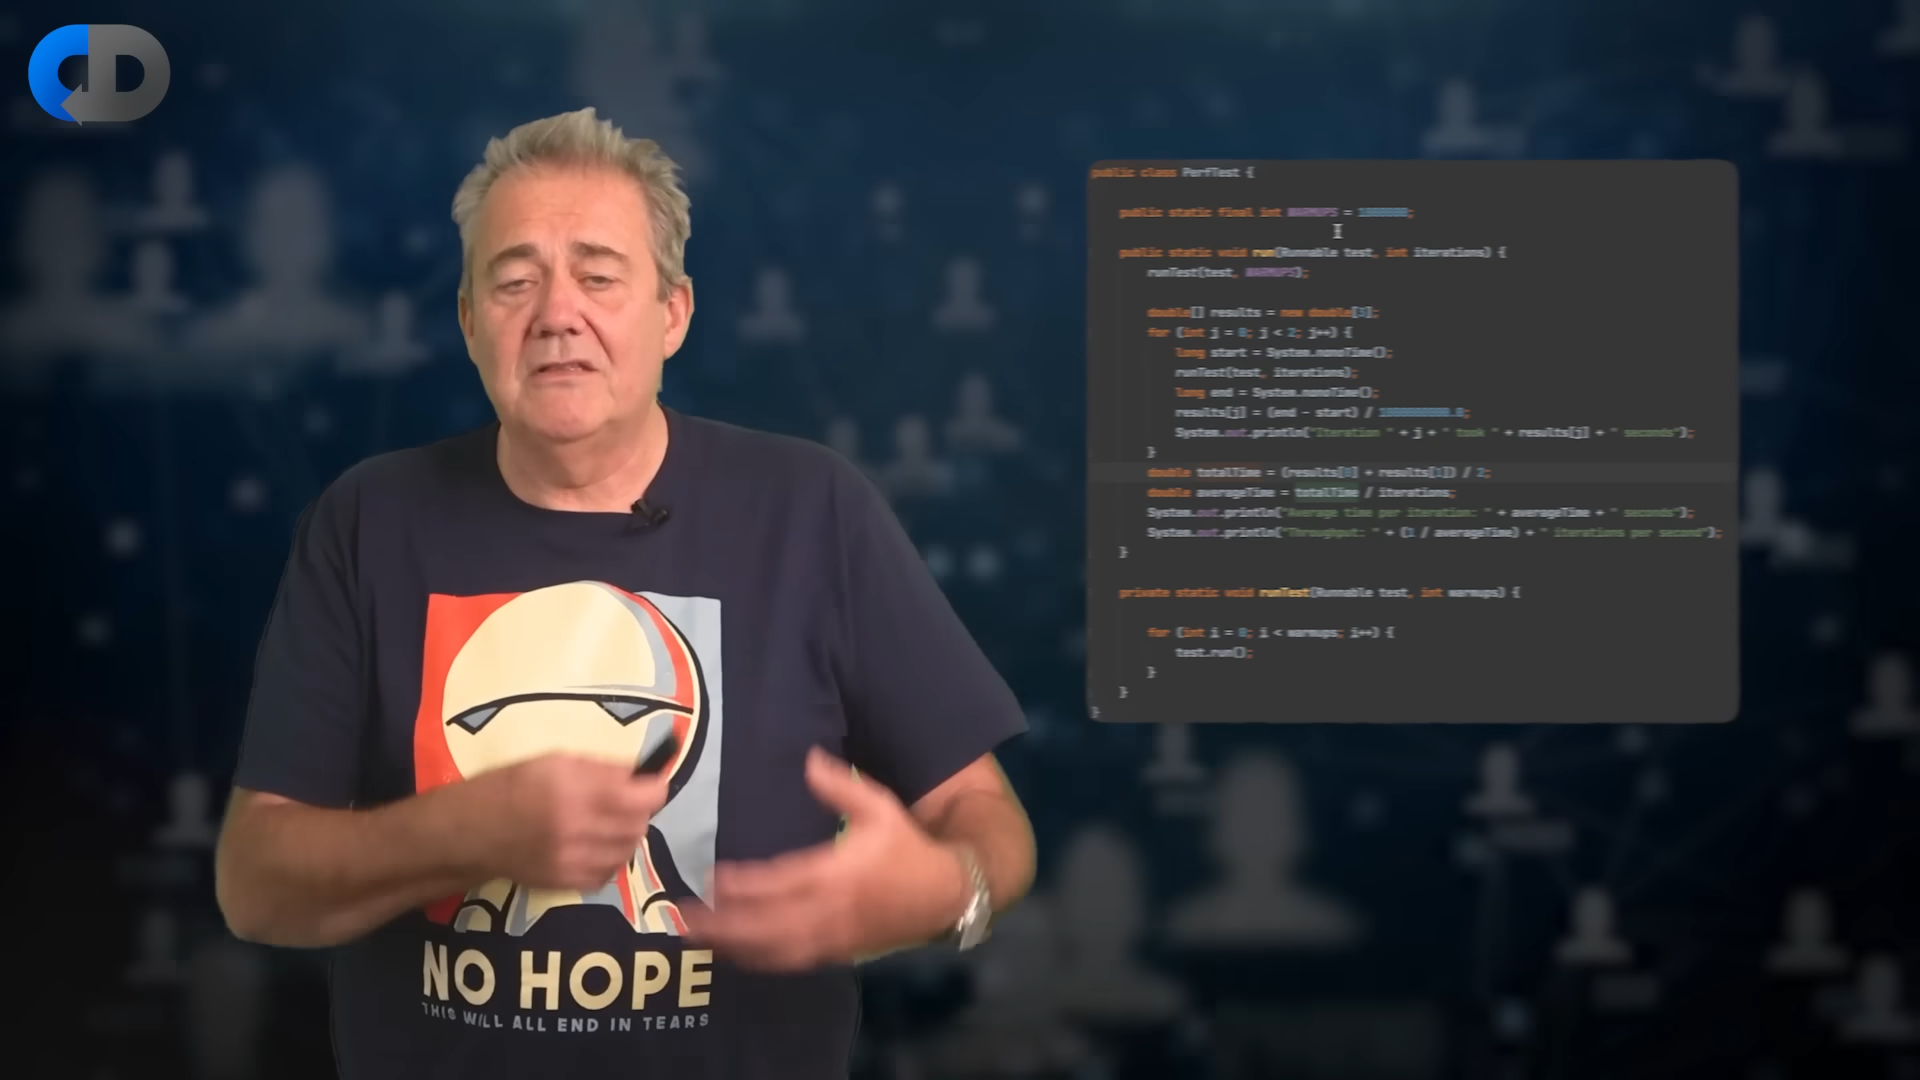 CD
public class PerfTest {
public static final int WARMUPS = 1000000;
public static void run(Runnable test, int iterations) {
runTest(test, WARMUPS);
double[] results = new double[3];
for (int j = 0; j < 2; j++) {
long start = System.nanoTime();
runTest(test, iterations);
long end = System.nanoTime();
results[j] = (end - start) / 1000000000.0;
System.out.println("Iteration " + j + " took " + results[j] + " seconds");
}
double totalTime = (results[0] + results[1]) / 2;
double averageTime = totalTime / iterations;
System.out.println("Average time per iteration: " + averageTime + " seconds");
System.out.println("Throughput: " + (1 / averageTime) + " iterations per second");
}
private static void runTest(Runnable test, int warmups) {
for (int i = 0; i < warmups; i++) {
test.run();
}
}
}
NO HOPE
THIS WILL ALL END IN TEARS